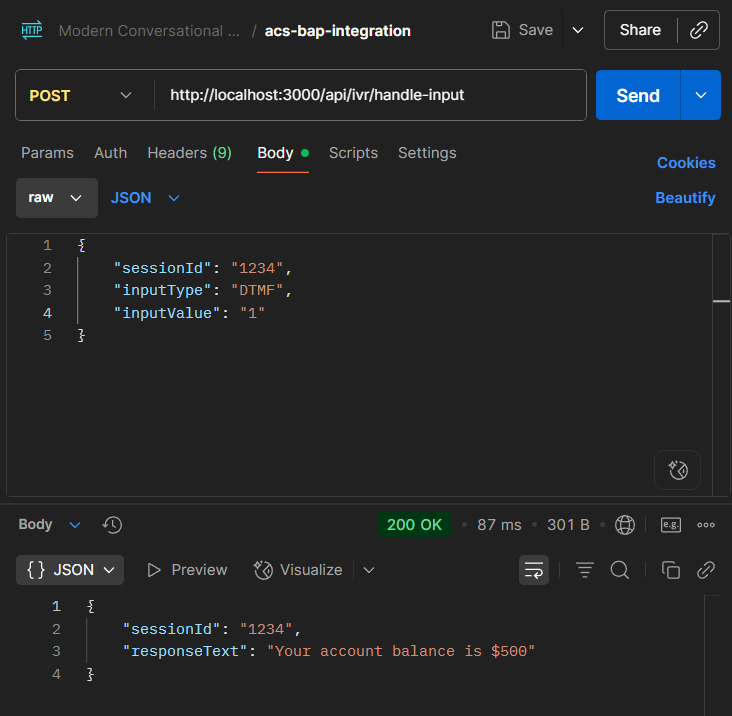 HTTP Modern Conversational ... / acs-bap-integration Save Share
POST http://localhost:3000/api/ivr/handle-input Send
Params Auth Headers (9) Body Scripts Settings Cookies
raw JSON Beautify
1 {
2 "sessionId": "1234",
3 "inputType": "DTMF",
4 "inputValue": "1"
5 }
Body 200 OK • 87 ms • 301 B • e.g.
{} JSON Preview Visualize
1 {
2 "sessionId": "1234",
3 "responseText": "Your account balance is $500"
4 }